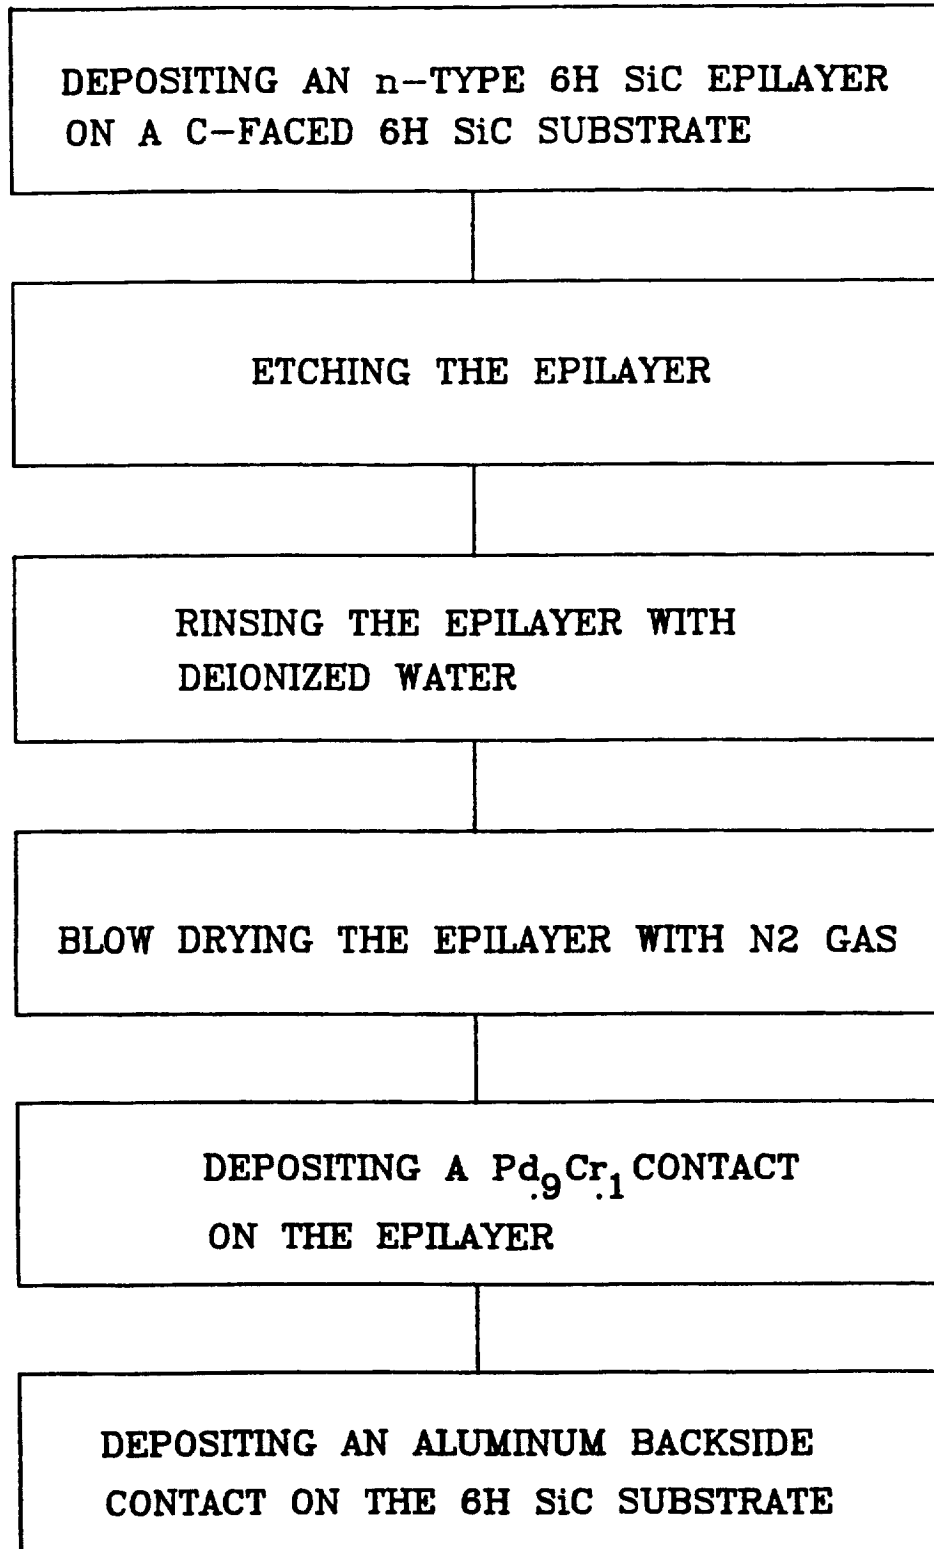 DEPOSITING AN n-TYPE 6H SiC EPILAYER
ON A C-FACED 6H SiC SUBSTRATE
ETCHING THE EPILAYER
RINSING THE EPILAYER WITH
DEIONIZED WATER
BLOW DRYING THE EPILAYER WITH N2 GAS
DEPOSITING A Pd.9Cr.1 CONTACT
ON THE EPILAYER
DEPOSITING AN ALUMINUM BACKSIDE
CONTACT ON THE 6H SiC SUBSTRATE